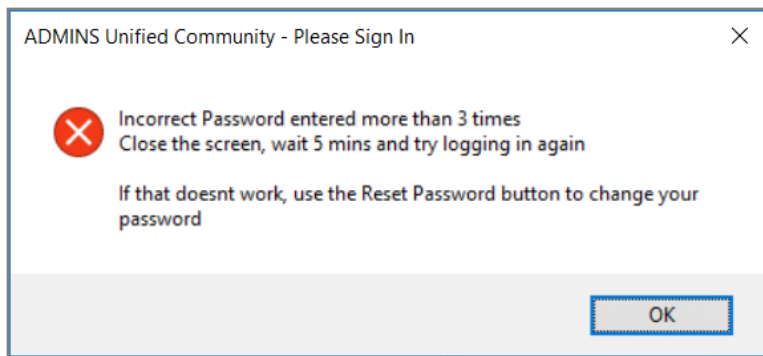 ADMINS Unified Community - Please Sign In
Incorrect Password entered more than 3 times
Close the screen, wait 5 mins and try logging in again
If that doesnt work, use the Reset Password button to change your
password
OK